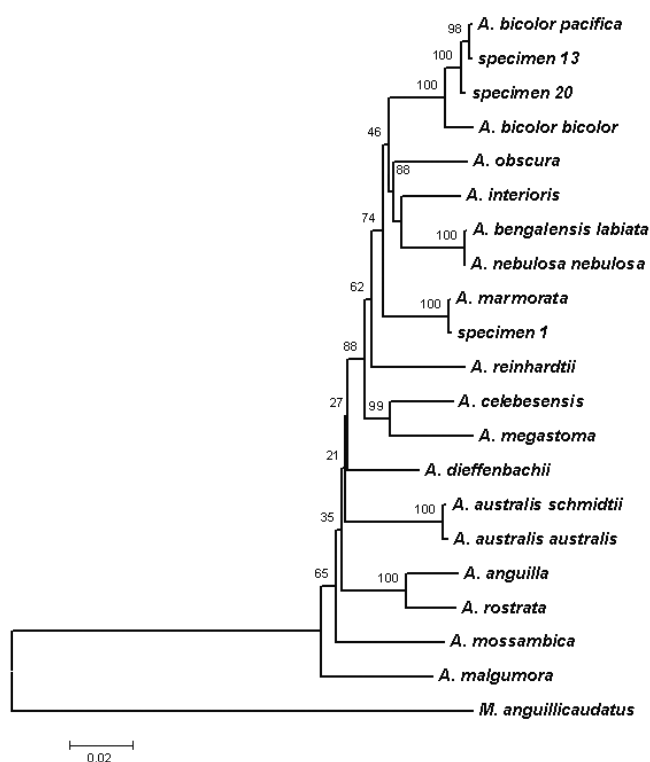 98
A. bicolor pacifica
100
specimen 13
100
specimen 20
A. bicolor bicolor
46
A. obscura
88
A. interioris
74
100
A. bengalensis labiata
A. nebulosa nebulosa
62
100
A. marmorata
specimen 1
88
A. reinhardtii
27
99
A. celebesensis
A. megastoma
21
A. dieffenbachii
100
A. australis schmidtii
35
A. australis australis
65
100
A. anguilla
A. rostrata
A. mossambica
A. malgumora
M. anguillicaudatus
0.02